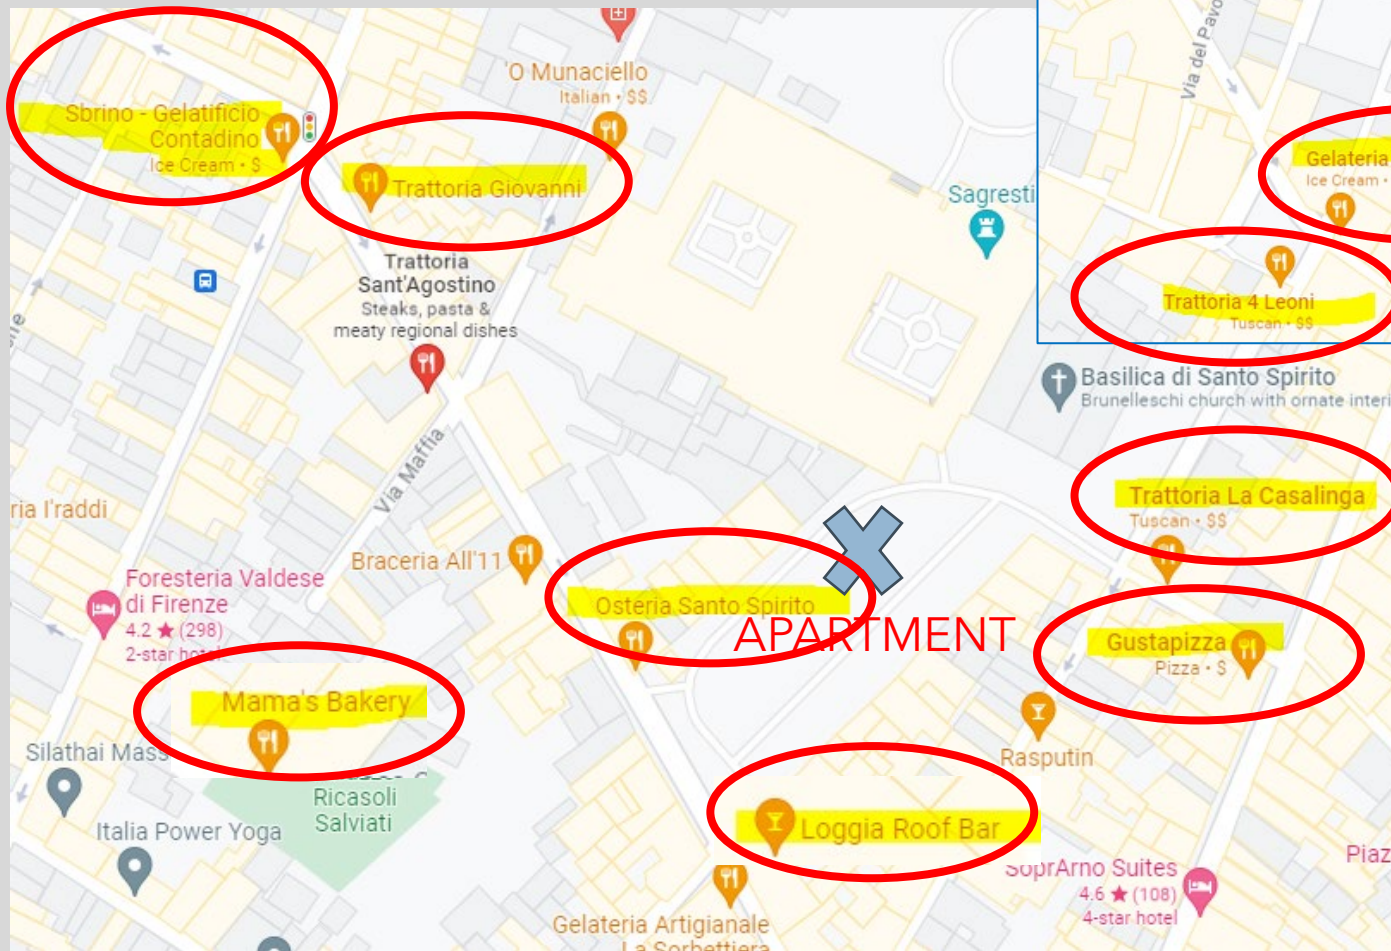 'O Munaciello
Italian · $$
Via del Pavo
Sbrino - Gelatificio
Contadino
Ice Cream · $
Trattoria Giovanni
Gelateria
Ice Cream ·
Sagresti
Trattoria
Sant'Agostino
Steaks, pasta &
meaty regional dishes
Trattoria 4 Leoni
Tuscan · $$
Basilica di Santo Spirito
Brunelleschi church with ornate interi
Via Maffia
Trattoria La Casalinga
Tuscan · $$
ria I'raddi
Braceria All'11
Foresteria Valdese
di Firenze
4.2 ★ (298)
2-star hotel
Osteria Santo Spirito
APARTMENT
Gustapizza
Pizza · $
Mama's Bakery
Rasputin
Silathai Mass
Ricasoli
Salviati
Italia Power Yoga
Loggia Roof Bar
SoprArno Suites
4.6 ★ (108)
4-star hotel
Piaz
Gelateria Artigianale
La Sorbettiera